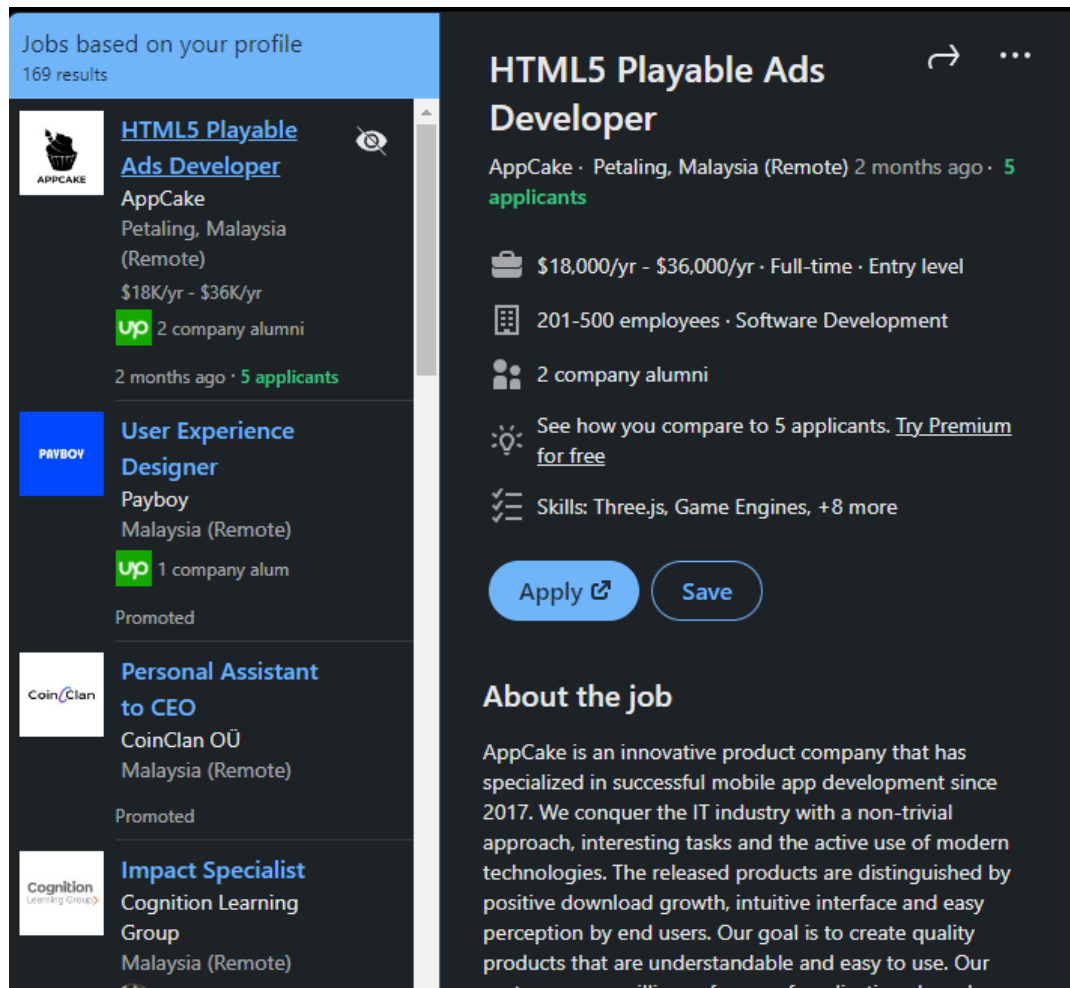 Jobs based on your profile
169 results
APPCAKE
HTML5 Playable
Ads Developer
AppCake
Petaling, Malaysia
(Remote)
$18K/yr - $36K/yr
up 2 company alumni
2 months ago · 5 applicants
PAYBOY
User Experience
Designer
Payboy
Malaysia (Remote)
up 1 company alum
Promoted
CoinClan
Personal Assistant
to CEO
CoinClan OÜ
Malaysia (Remote)
Promoted
Cognition
Learning Group
Impact Specialist
Cognition Learning
Group
Malaysia (Remote)
HTML5 Playable Ads
Developer
AppCake · Petaling, Malaysia (Remote) 2 months ago · 5
applicants
$18,000/yr - $36,000/yr · Full-time · Entry level
201-500 employees · Software Development
2 company alumni
See how you compare to 5 applicants. Try Premium
for free
Skills: Three.js, Game Engines, +8 more
Apply
Save
About the job
AppCake is an innovative product company that has
specialized in successful mobile app development since
2017. We conquer the IT industry with a non-trivial
approach, interesting tasks and the active use of modern
technologies. The released products are distinguished by
positive download growth, intuitive interface and easy
perception by end users. Our goal is to create quality
products that are understandable and easy to use. Our